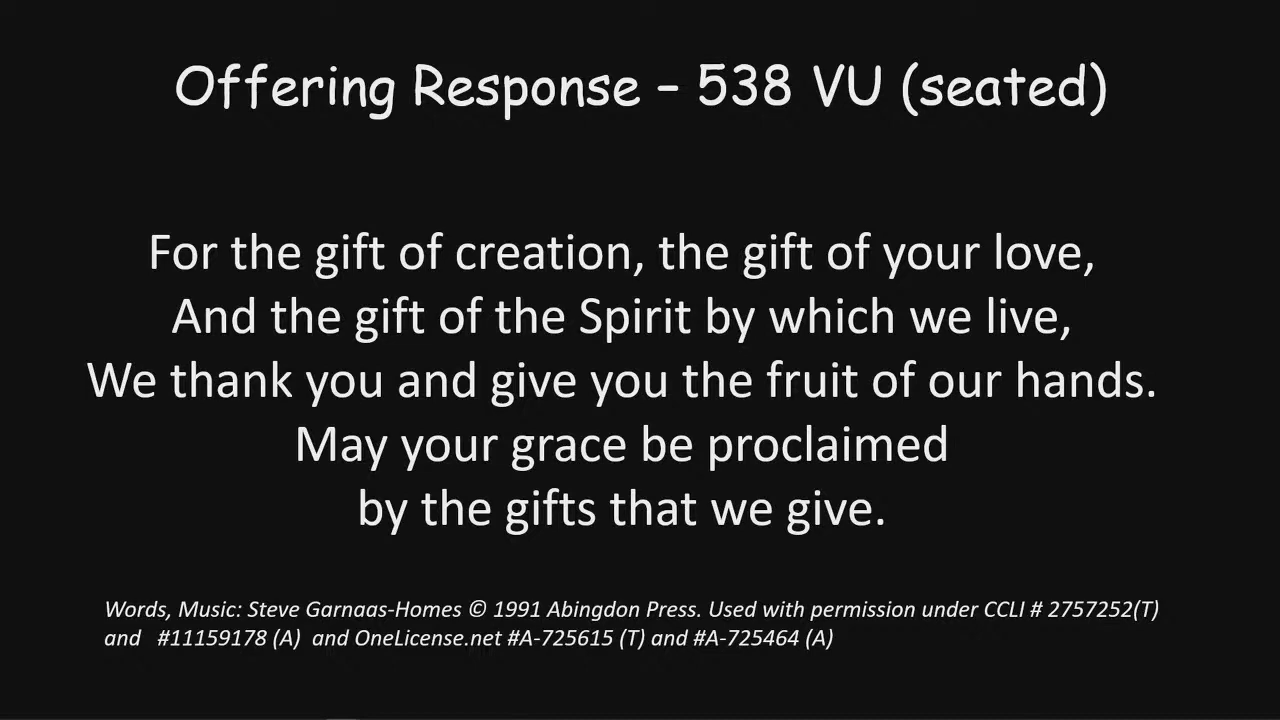 Offering Response – 538 VU (seated)
For the gift of creation, the gift of your love,
And the gift of the Spirit by which we live,
We thank you and give you the fruit of our hands.
May your grace be proclaimed
by the gifts that we give.
Words, Music: Steve Garnaas-Homes © 1991 Abingdon Press. Used with permission under CCLI # 2757252(T)
and #11159178 (A) and OneLicense.net #A-725615 (T) and #A-725464 (A)